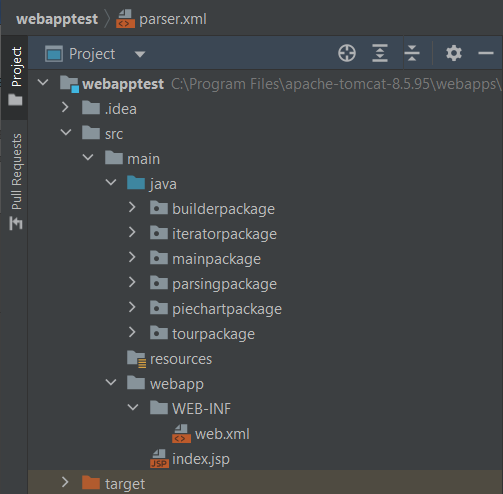 webapptest parser.xml
Project
Project
webapptest C:\Program Files\apache-tomcat-8.5.95\webapps\
.idea
src
main
java
builderpackage
iteratorpackage
mainpackage
parsingpackage
piechartpackage
tourpackage
resources
webapp
WEB-INF
web.xml
JSP index.jsp
target
Pull Requests